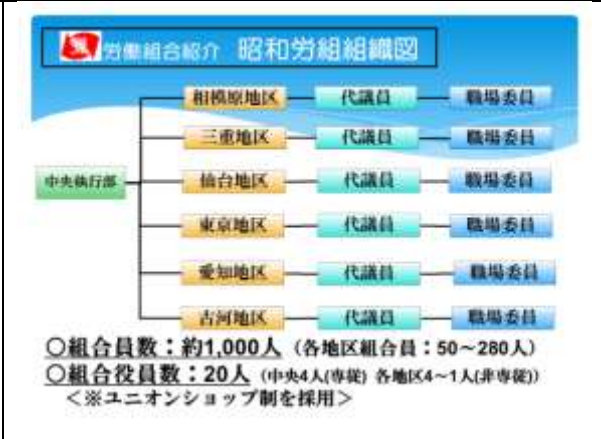 労働組合紹介 昭和労組組織図
相模原地区 代議員 職場委員
三重地区 代議員 職場委員
中央執行部 仙台地区 代議員 職場委員
東京地区 代議員 職場委員
愛知地区 代議員 職場委員
古河地区 代議員 職場委員
〇組合員数：約1,000人（各地区組合員：50～280人）
〇組合役員数：20人（中央4人(専従) 各地区4~1人(非専従)）
＜※ユニオンショップ制を採用＞